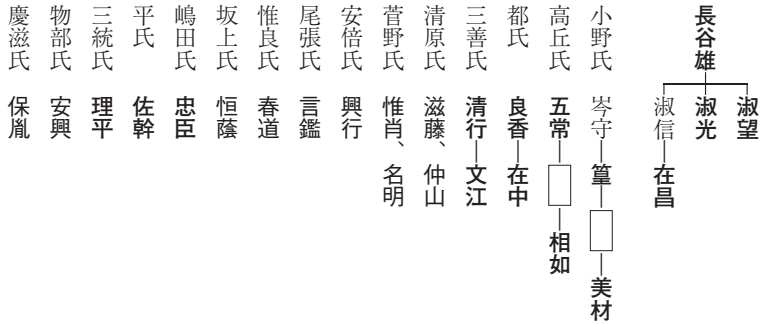 長谷雄
淑望
淑光
淑信―在昌
小野氏　岑守―篁―□―美材
高丘氏　五常―□―相如
都氏　良香―在中
三善氏　清行―文江
清原氏　滋藤、仲山
菅野氏　惟肖、名明
安倍氏　興行
尾張氏　言鑑
惟良氏　春道
坂上氏　恒蔭
嶋田氏　忠臣
平氏　佐幹
三統氏　理平
物部氏　安興
慶滋氏　保胤